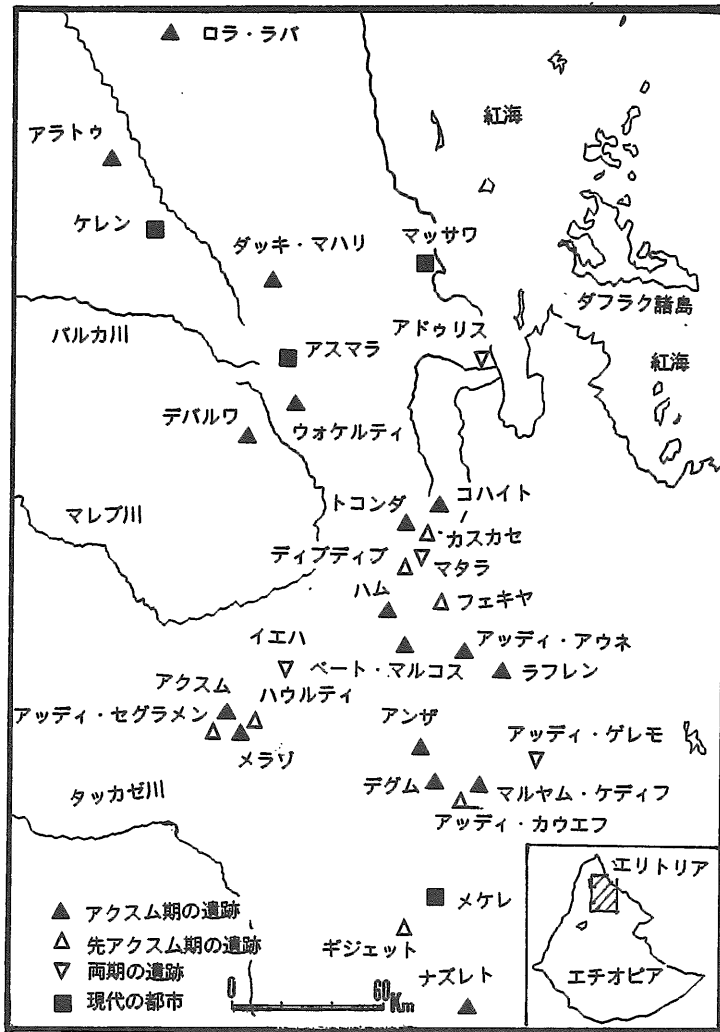 ロラ・ラバ
紅海
アラトゥ
ケレン
ダッキ・マハリ
マッサワ
ダフラク諸島
バルカ川
アドゥリス
アスマラ
紅海
デバルワ
ウォケルティ
トコンダ
コハイト
マレブ川
カスカセ
ディブディブ
マタラ
ハム
フェキヤ
イエハ
アッディ・アウネ
ベート・マルコス
ラフレン
アクスム
ハウルティ
アッディ・セグラメン
メラゾ
アンザ
アッディ・ゲレモ
デグム
マルヤム・ケディフ
タッカゼ川
アッディ・カウエフ
エリトリア
エチオピア
メケレ
ギジェット
ナズレト
アクスム期の遺跡
先アクスム期の遺跡
両期の遺跡
現代の都市
0 60Km